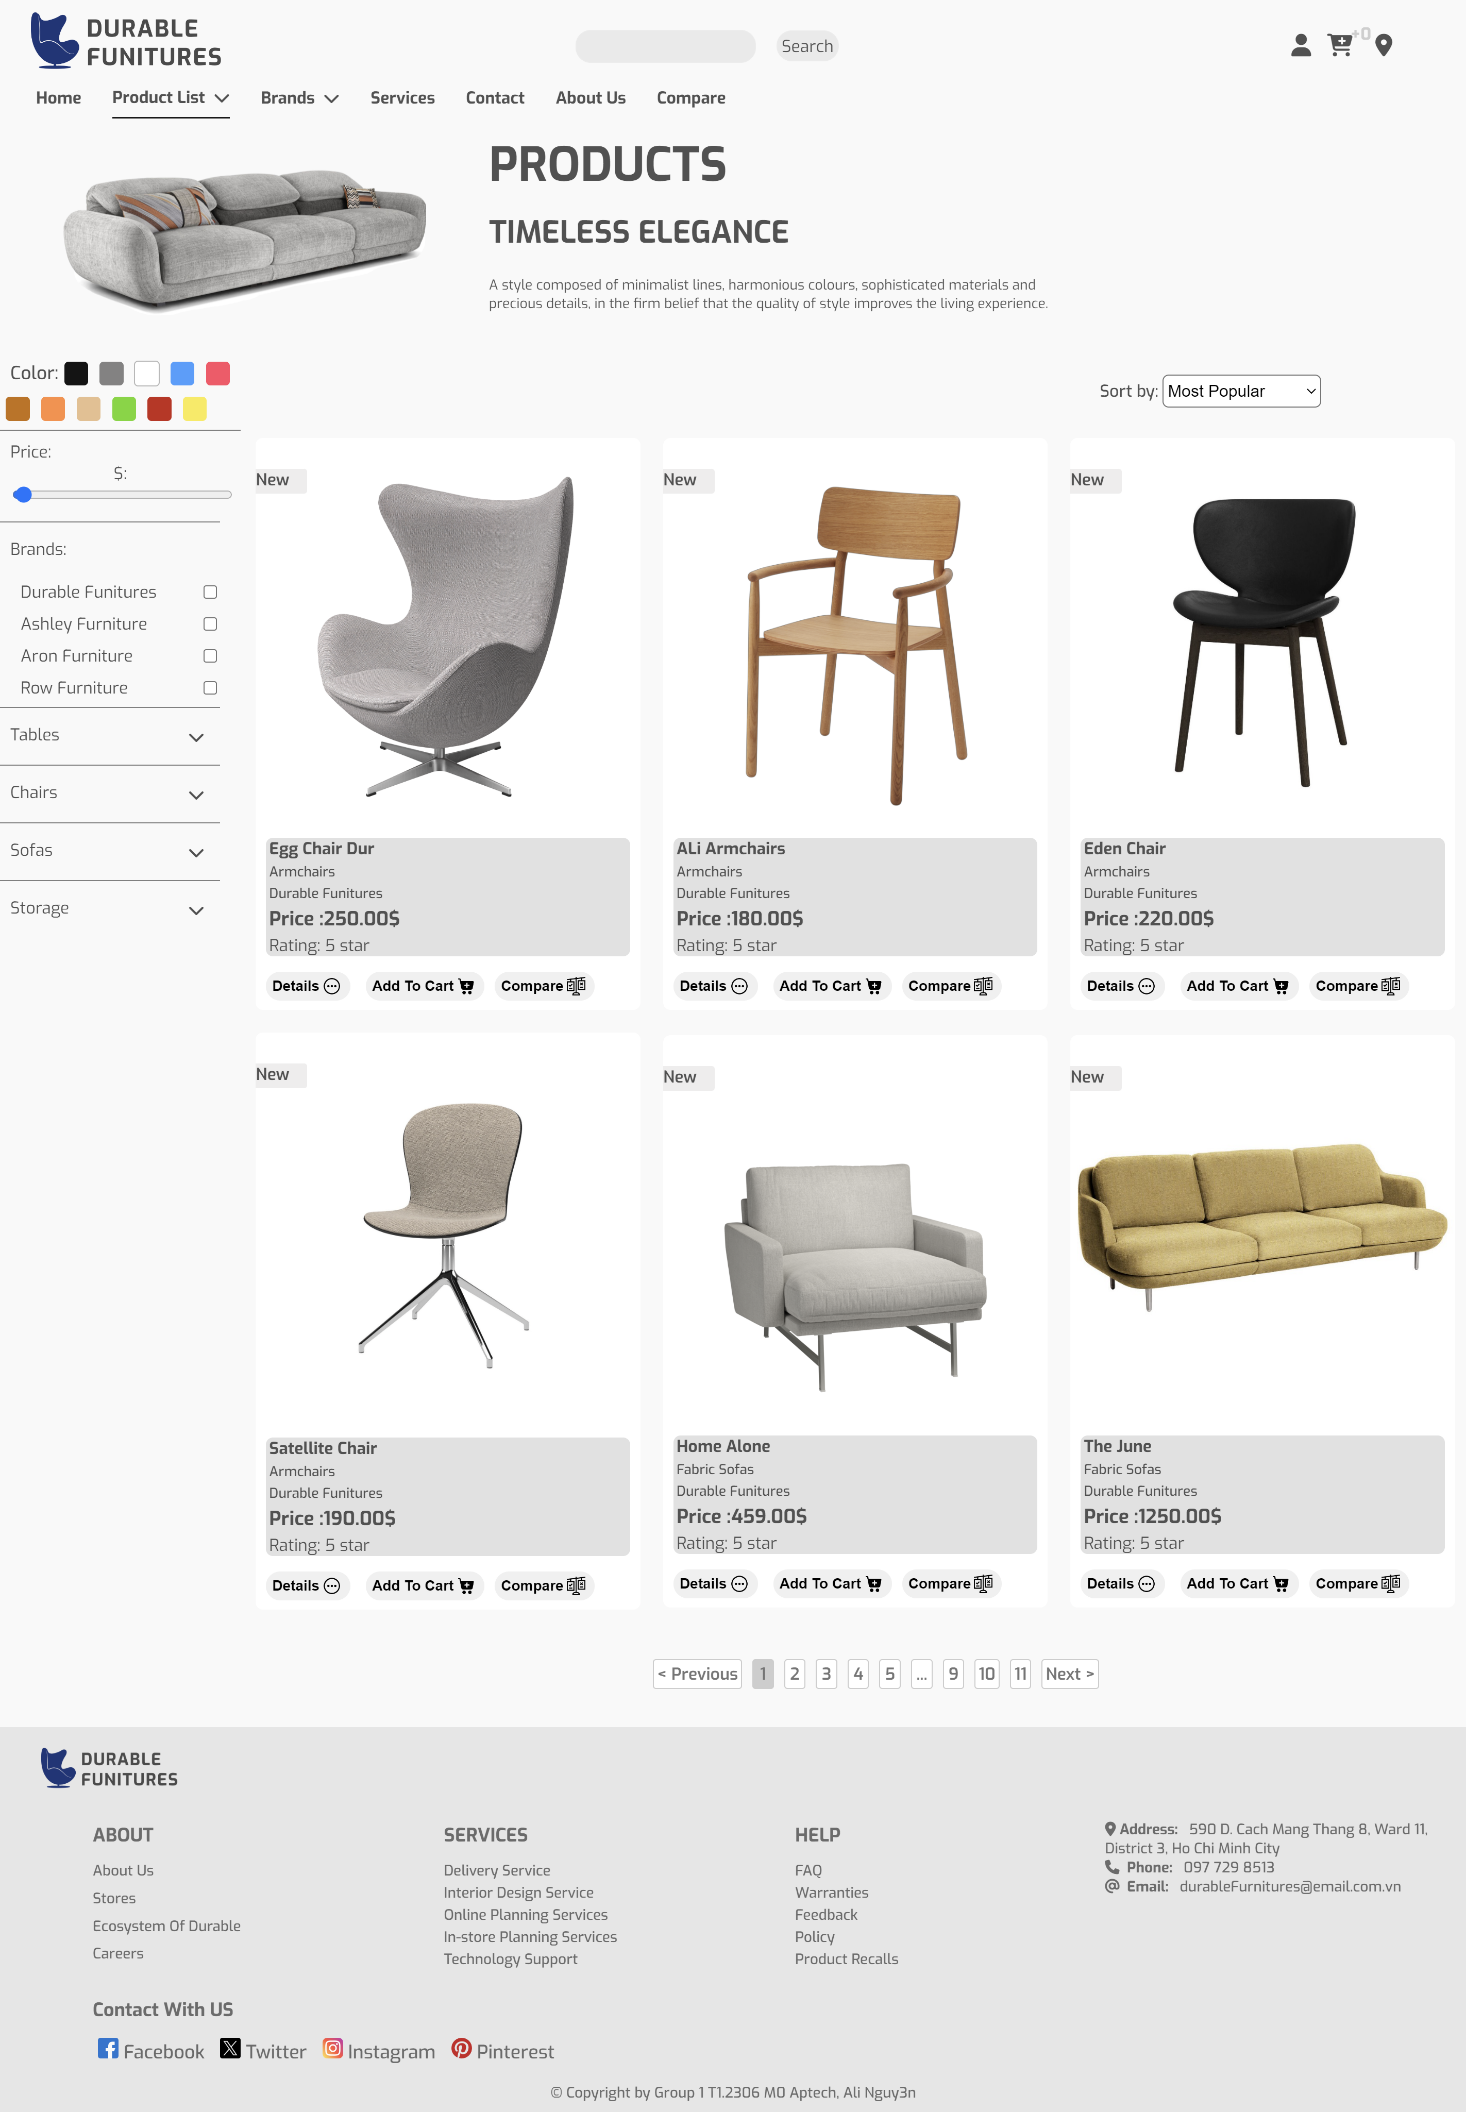 DURABLE
FUNITURES
Search
+0
Home
Product List
Brands
Services
Contact
About Us
Compare
PRODUCTS
TIMELESS ELEGANCE
A style composed of minimalist lines, harmonious colours, sophisticated materials and
precious details, in the firm belief that the quality of style improves the living experience.
Color:
Sort by: Most Popular
Price:
$:
Brands:
Durable Funitures
Ashley Furniture
Aron Furniture
Row Furniture
Tables
Chairs
Sofas
Storage
New
Egg Chair Dur
Armchairs
Durable Funitures
Price :250.00$
Rating: 5 star
Details
Add To Cart
Compare
New
ALi Armchairs
Armchairs
Durable Funitures
Price :180.00$
Rating: 5 star
Details
Add To Cart
Compare
New
Eden Chair
Armchairs
Durable Funitures
Price :220.00$
Rating: 5 star
Details
Add To Cart
Compare
New
Satellite Chair
Armchairs
Durable Funitures
Price :190.00$
Rating: 5 star
Details
Add To Cart
Compare
New
Home Alone
Fabric Sofas
Durable Funitures
Price :459.00$
Rating: 5 star
Details
Add To Cart
Compare
New
The June
Fabric Sofas
Durable Funitures
Price :1250.00$
Rating: 5 star
Details
Add To Cart
Compare
< Previous 1 2 3 4 5 ... 9 10 11 Next >
DURABLE
FUNITURES
ABOUT
About Us
Stores
Ecosystem Of Durable
Careers
SERVICES
Delivery Service
Interior Design Service
Online Planning Services
In-store Planning Services
Technology Support
HELP
FAQ
Warranties
Feedback
Policy
Product Recalls
Address: 590 D. Cach Mang Thang 8, Ward 11,
District 3, Ho Chi Minh City
Phone: 097 729 8513
Email: durableFurnitures@email.com.vn
Contact With US
Facebook
Twitter
Instagram
Pinterest
© Copyright by Group 1 T1.2306 M0 Aptech, Ali Nguy3n